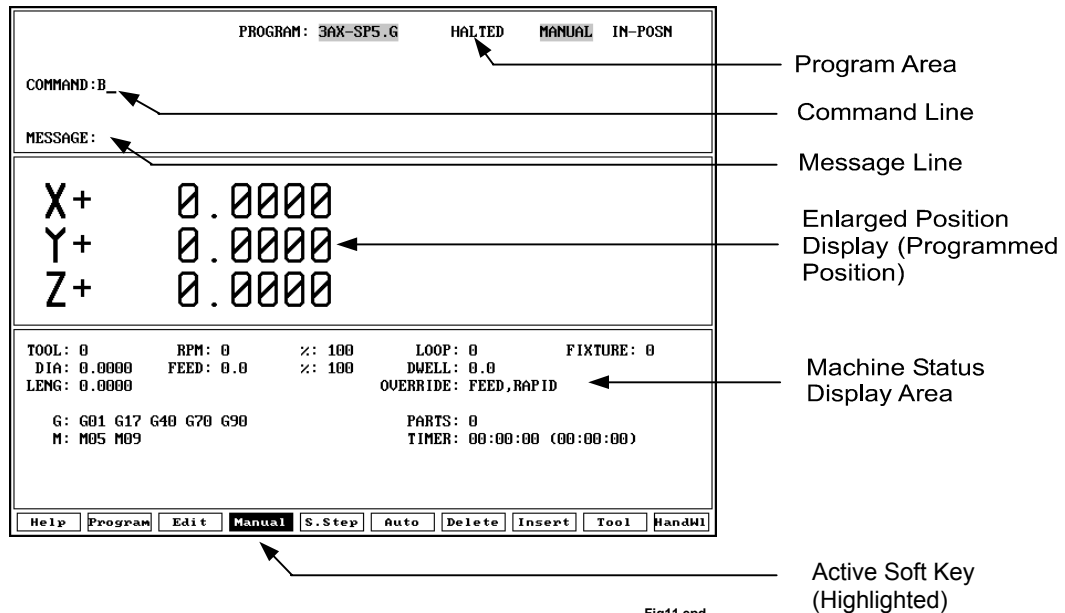 PROGRAM: 3AX-SP5.G HALTED MANUAL IN-POSN
Program Area
COMMAND:B_
Command Line
MESSAGE:
Message Line
X+ 0.0000
Y+ 0.0000
Z+ 0.0000
Enlarged Position
Display (Programmed
Position)
TOOL: 0 RPM: 0 %: 100 LOOP: 0 FIXTURE: 0
DIA: 0.0000 FEED: 0.0 %: 100 DWELL: 0.0
LENG: 0.0000 OVERRIDE: FEED,RAPID
G: G01 G17 G40 G70 G90 PARTS: 0
M: M05 M09 TIMER: 00:00:00 (00:00:00)
Machine Status
Display Area
Help Program Edit Manual S.Step Auto Delete Insert Tool HandWl
Active Soft Key
(Highlighted)